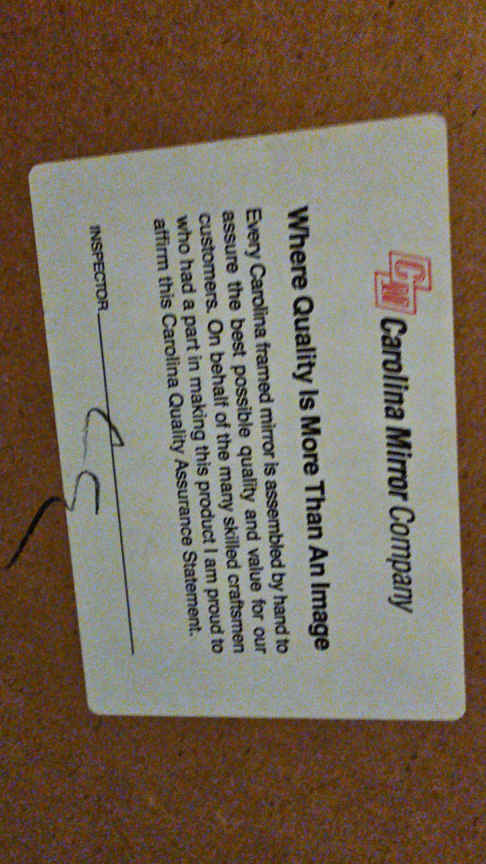 CM Carolina Mirror Company
Where Quality Is More Than An Image
Every Carolina framed mirror is assembled by hand to
assure the best possible quality and value for our
customers. On behalf of the many skilled craftsmen
who had a part in making this product I am proud to
affirm this Carolina Quality Assurance Statement.
INSPECTOR